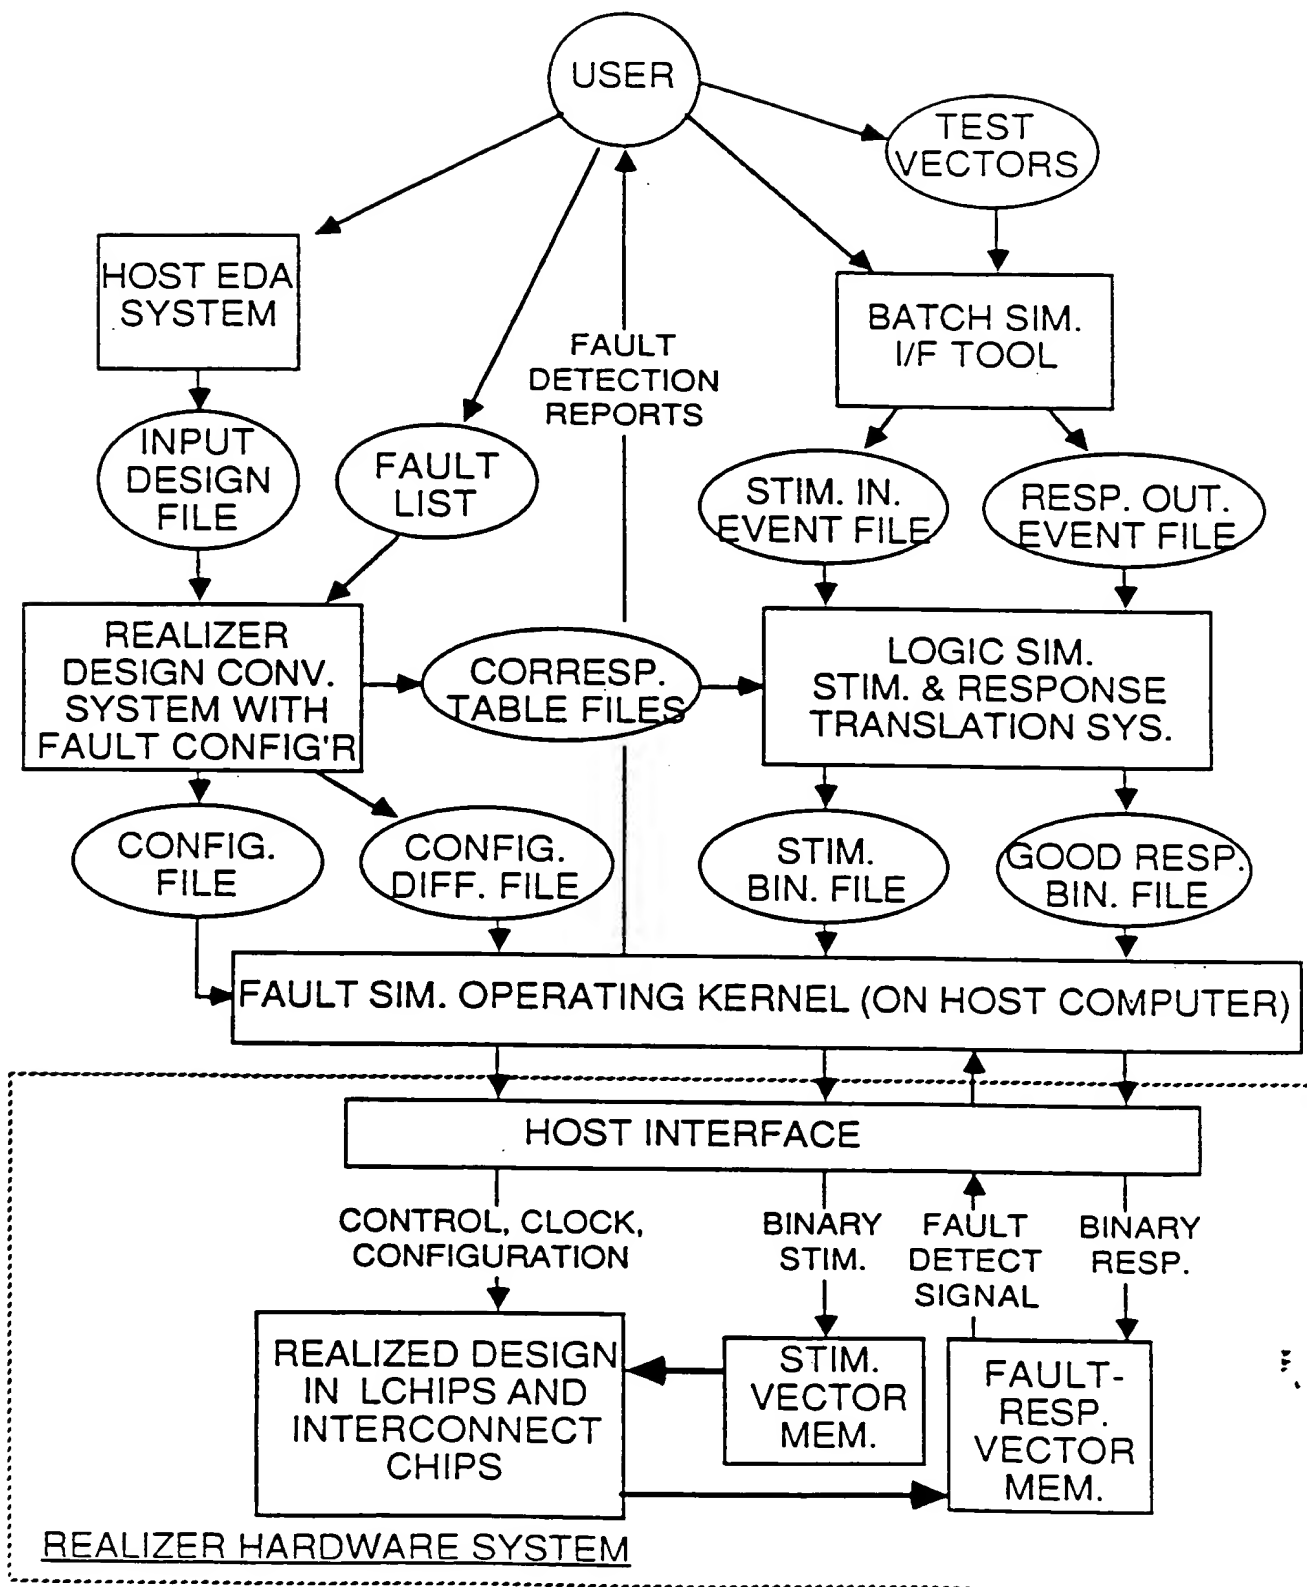 USER
TEST
VECTORS
HOST EDA
SYSTEM
BATCH SIM.
I/F TOOL
FAULT
DETECTION
REPORTS
INPUT
DESIGN
FILE
FAULT
LIST
STIM. IN.
EVENT FILE
RESP. OUT.
EVENT FILE
REALIZER
DESIGN CONV.
SYSTEM WITH
FAULT CONFIG'R
CORRESP.
TABLE FILES
LOGIC SIM.
STIM. & RESPONSE
TRANSLATION SYS.
CONFIG.
FILE
CONFIG.
DIFF. FILE
STIM.
BIN. FILE
GOOD RESP.
BIN. FILE
FAULT SIM. OPERATING KERNEL (ON HOST COMPUTER)
HOST INTERFACE
CONTROL, CLOCK,
CONFIGURATION
BINARY
STIM.
FAULT
DETECT
SIGNAL
BINARY
RESP.
REALIZED DESIGN
IN LCHIPS AND
INTERCONNECT
CHIPS
STIM.
VECTOR
MEM.
FAULT-
RESP.
VECTOR
MEM.
REALIZER HARDWARE SYSTEM